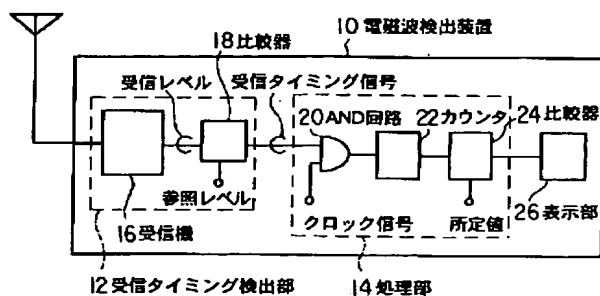 18比較器
10電磁波検出装置
受信レベル
受信タイミング信号
20AND回路
22カウンタ
24比較器
参照レベル
クロック信号
所定値
26表示部
16受信機
12受信タイミング検出部
14処理部